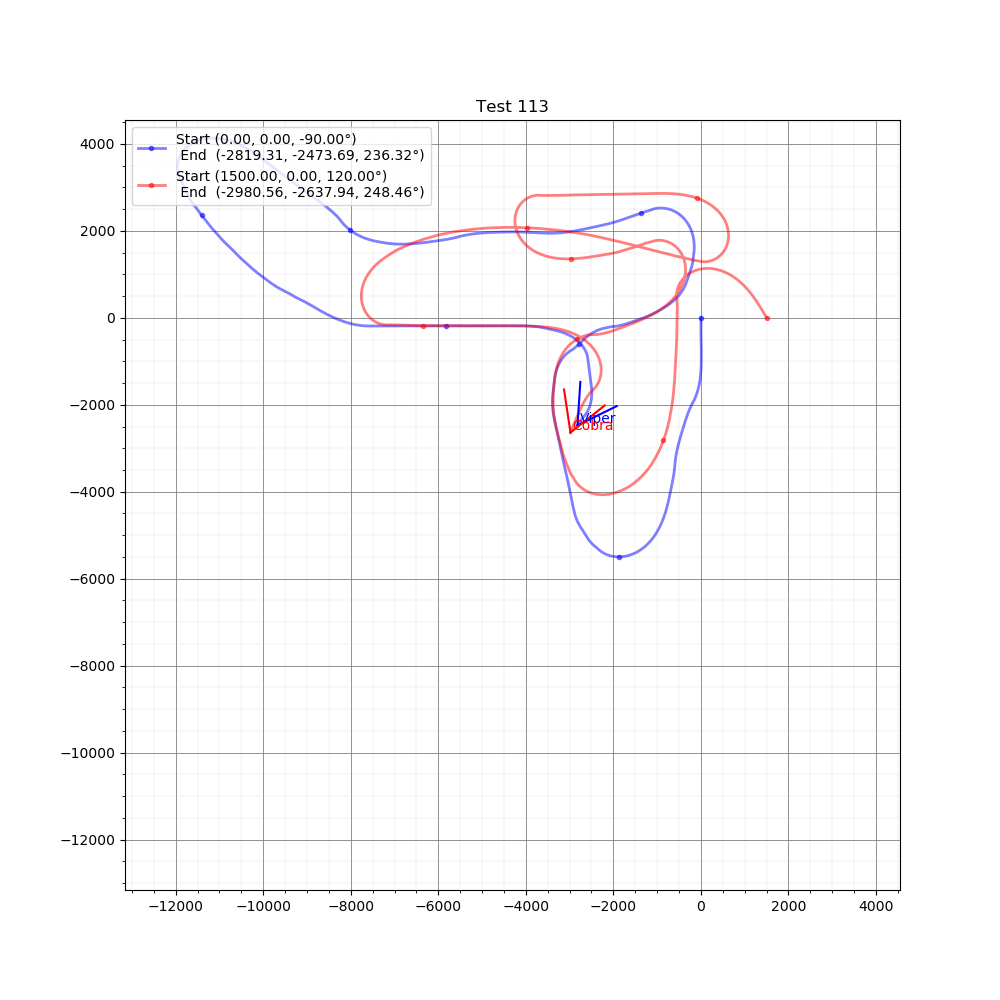 Test 113
Start (0.00, 0.00, -90.00°)
End (-2819.31, -2473.69, 236.32°)
Start (1500.00, 0.00, 120.00°)
End (-2980.56, -2637.94, 248.46°)
4000
2000
0
−2000
−4000
−6000
−8000
−10000
−12000
Viper
Cobra
−12000 −10000 −8000 −6000 −4000 −2000 0 2000 4000